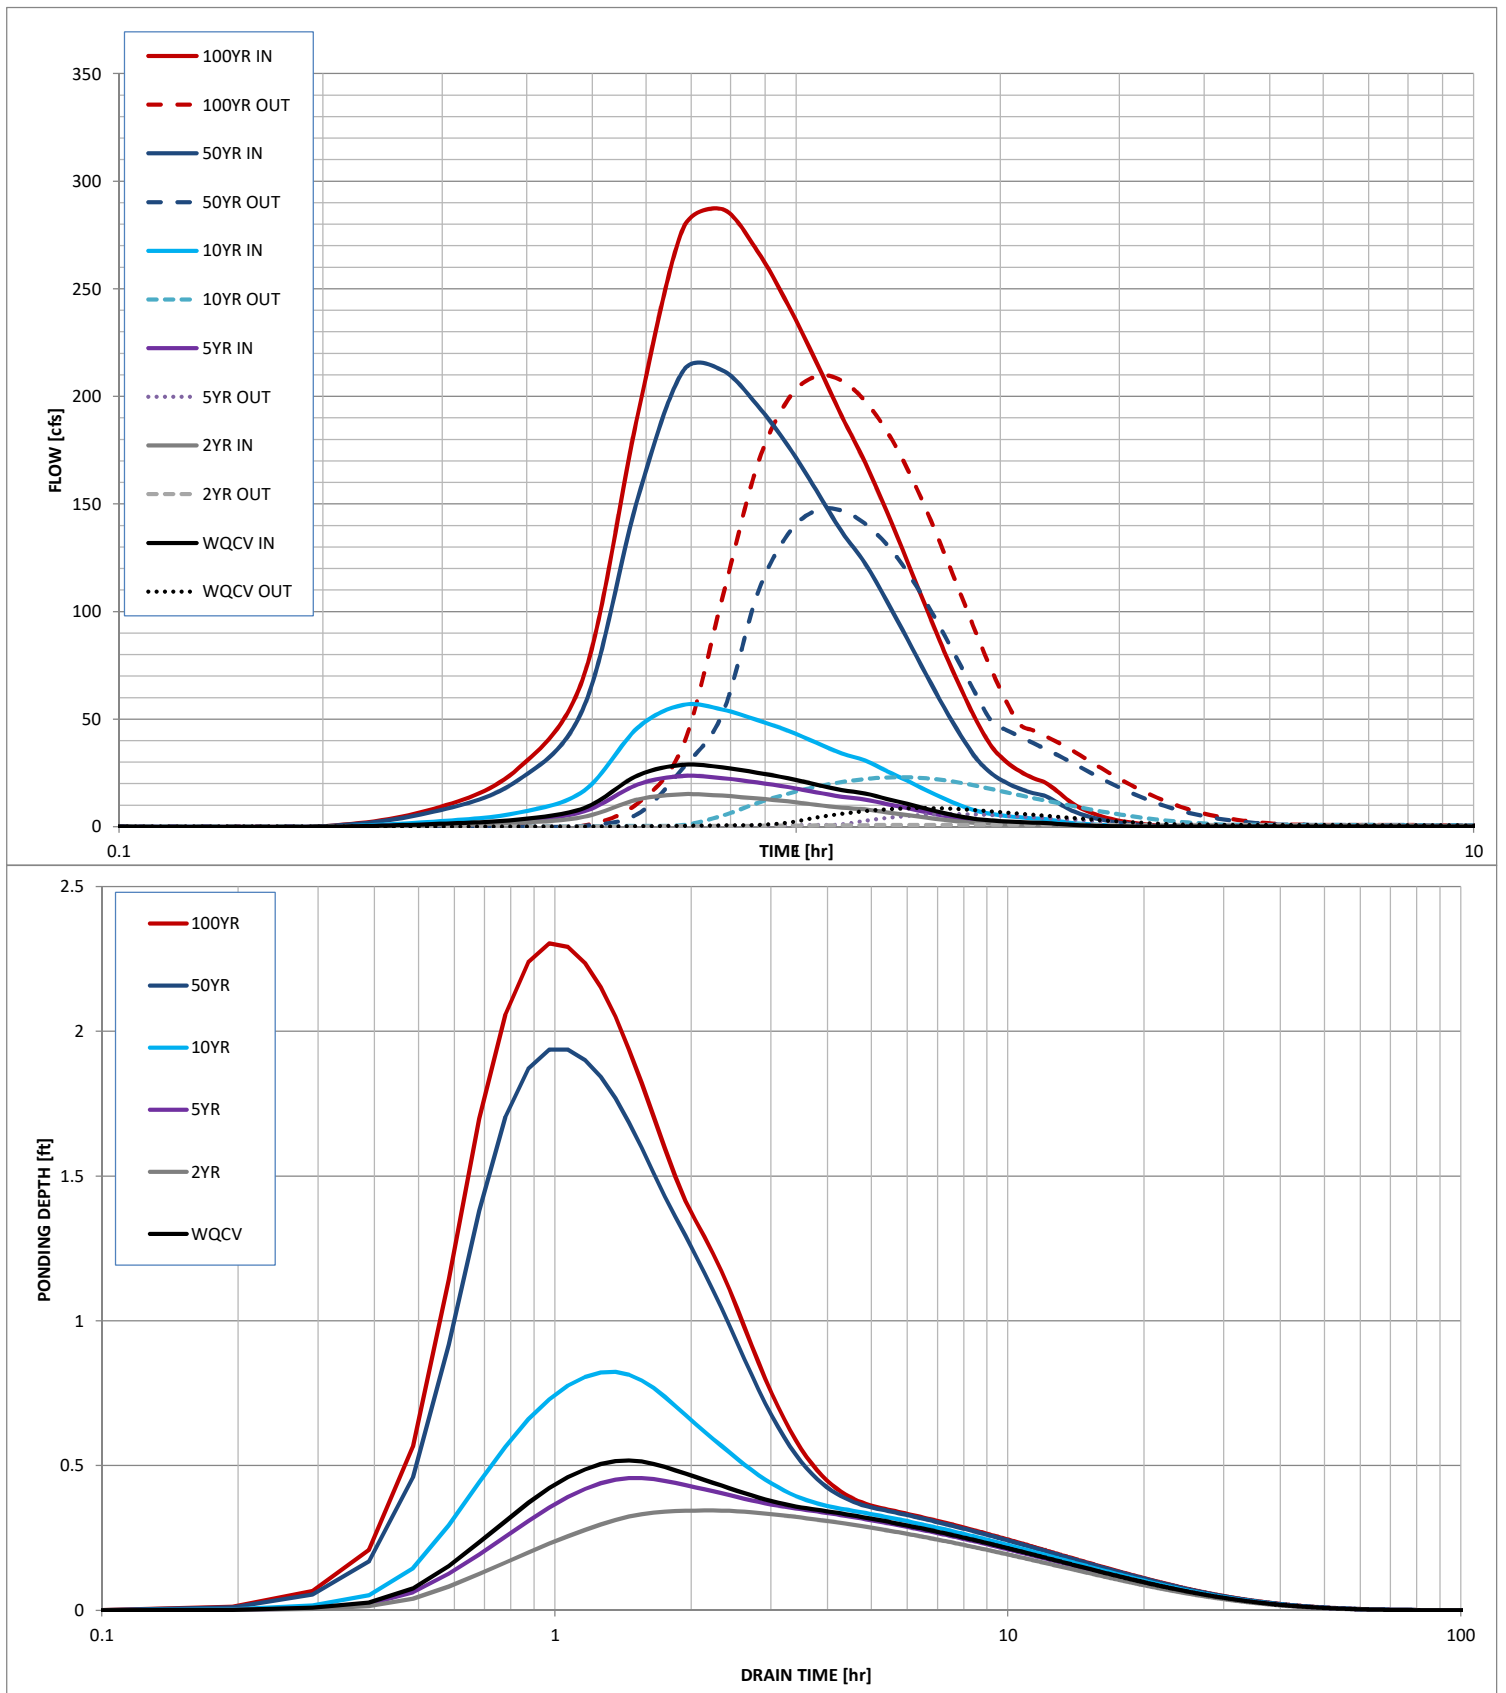 100YR IN
100YR OUT
50YR IN
50YR OUT
10YR IN
10YR OUT
5YR IN
5YR OUT
2YR IN
2YR OUT
WQCV IN
WQCV OUT
350
300
250
200
150
100
50
0
FLOW [cfs]
0.1
1
10
TIME [hr]
100YR
50YR
10YR
5YR
2YR
WQCV
2.5
2
1.5
1
0.5
0
PONDING DEPTH [ft]
0.1
1
10
100
DRAIN TIME [hr]